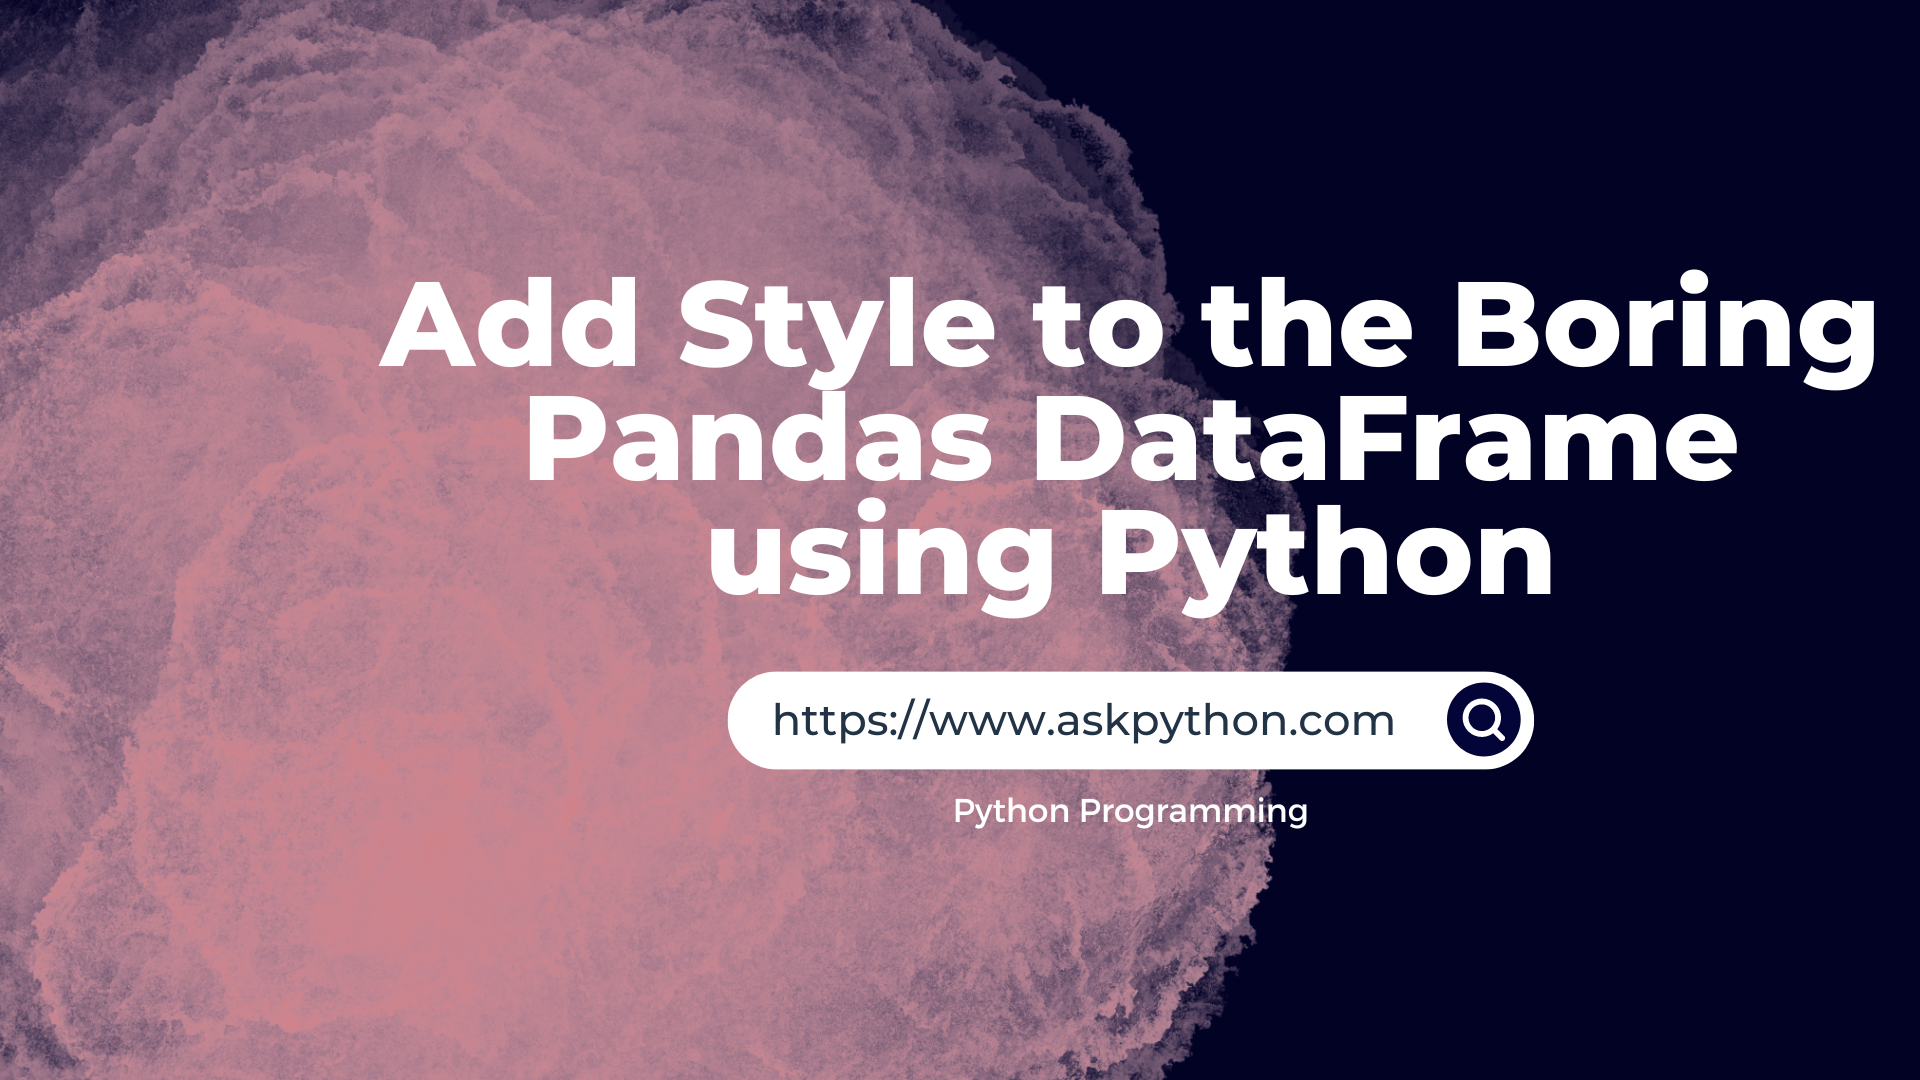 Add Style to the Boring
Pandas DataFrame
using Python
https://www.askpython.com
Python Programming